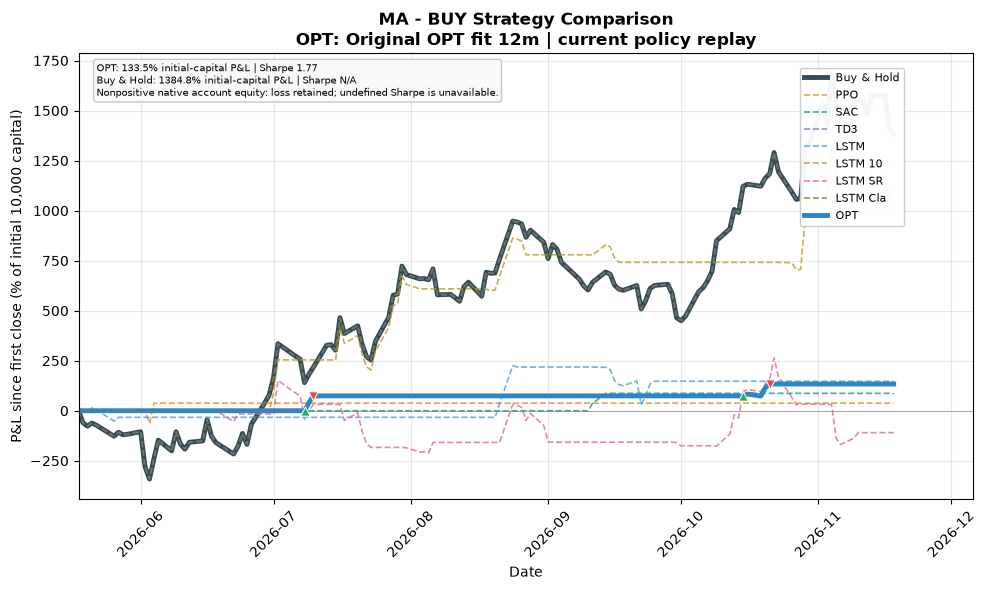 MA - BUY Strategy Comparison
OPT: Original OPT fit 12m | current policy replay
OPT: 133.5% initial-capital P&L | Sharpe 1.77
Buy & Hold: 1384.8% initial-capital P&L | Sharpe N/A
Nonpositive native account equity: loss retained; undefined Sharpe is unavailable.
Buy & Hold
PPO
SAC
TD3
LSTM
LSTM 10
LSTM SR
LSTM Cla
OPT
P&L since first close (% of initial 10,000 capital)
1750
1500
1250
1000
750
500
250
0
−250
2026-06
2026-07
2026-08
2026-09
2026-10
2026-11
2026-12
Date